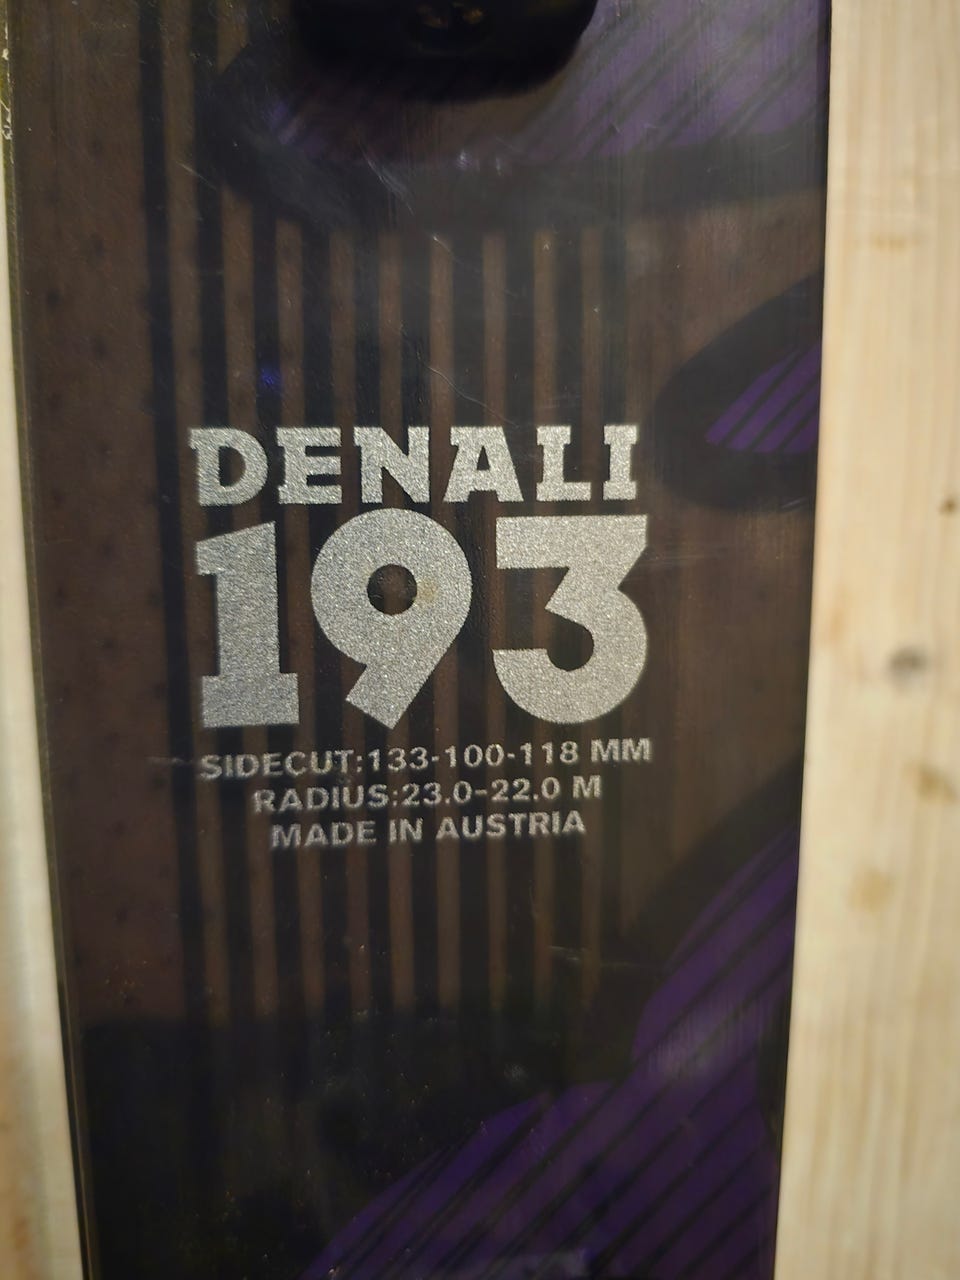 DENALI
193
SIDECUT:133-100-118 MM
RADIUS:23.0-22.0 M
MADE IN AUSTRIA